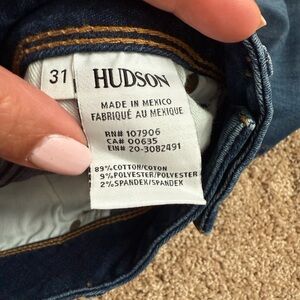 31
HUDSON
MADE IN MEXICO
FABRIQUÉ AU MEXIQUE
RN# 107906
CA# 00635
EIN# 20-3082491
89%COTTON/COTON
9%POLYESTER/POLYESTER
2%SPANDEX/SPANDEX